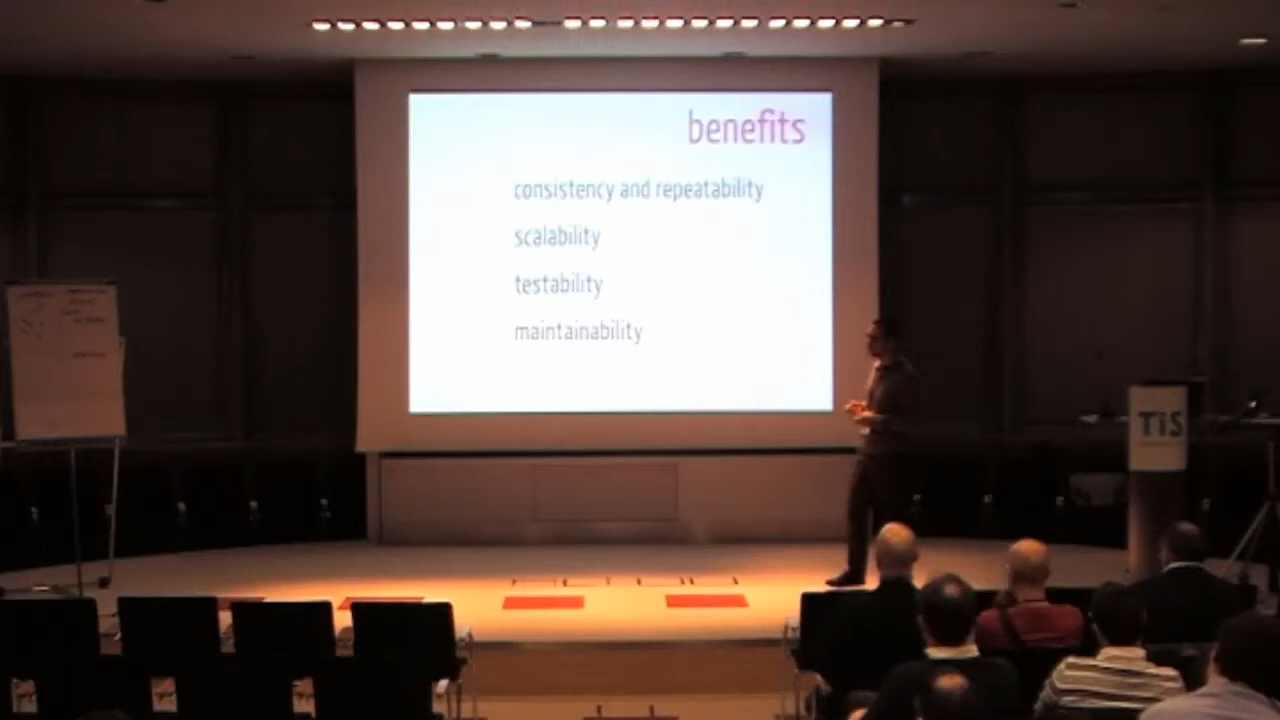 benefits
consistency and repeatability
scalability
testability
maintainability
TiS